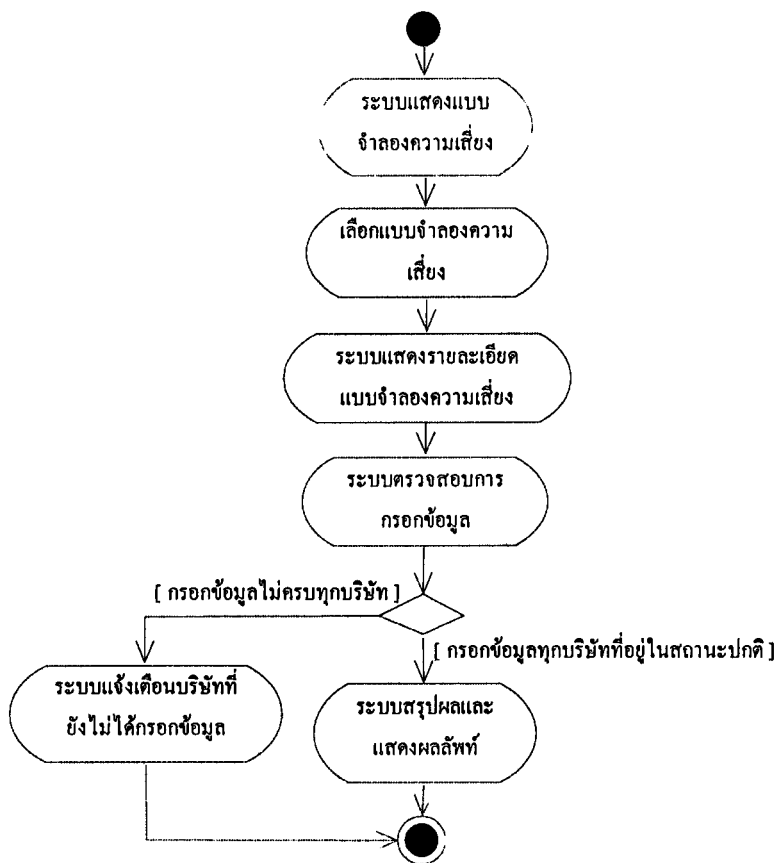 ระบบแสดงแบบ
จำลองความเสี่ยง
เลือกแบบจำลองความ
เสี่ยง
ระบบแสดงรายละเอียด
แบบจำลองความเสี่ยง
ระบบตรวจสอบการ
กรอกข้อมูล
[ กรอกข้อมูลไม่ครบทุกบริษัท ]
[ กรอกข้อมูลทุกบริษัทที่อยู่ในสถานะปกติ ]
ระบบแจ้งเตือนบริษัทที่
ยังไม่ได้กรอกข้อมูล
ระบบสรุปผลและ
แสดงผลลัพท์